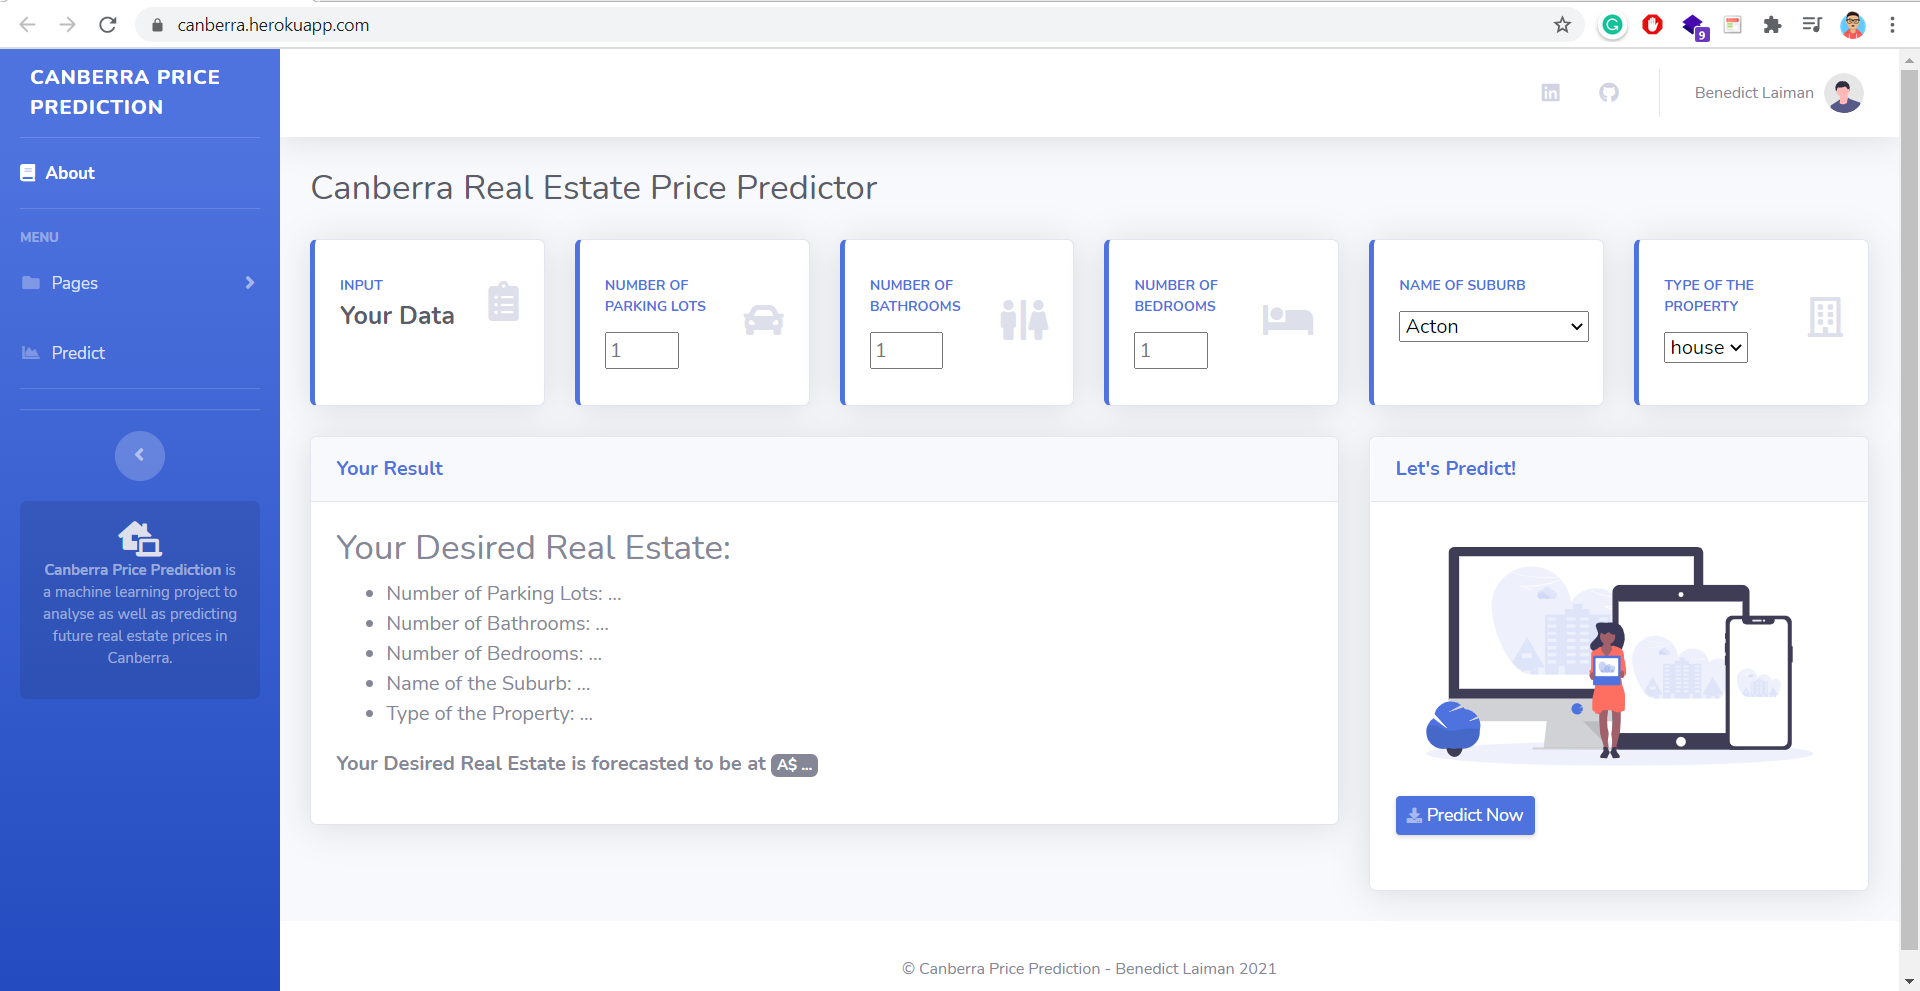 canberra.herokuapp.com
9
CANBERRA PRICE
PREDICTION
About
MENU
Pages
Predict
Canberra Price Prediction is
a machine learning project to
analyse as well as predicting
future real estate prices in
Canberra.
Benedict Laiman
Canberra Real Estate Price Predictor
INPUT
Your Data
NUMBER OF
PARKING LOTS
1
NUMBER OF
BATHROOMS
1
NUMBER OF
BEDROOMS
1
NAME OF SUBURB
Acton
TYPE OF THE
PROPERTY
house
Your Result
Your Desired Real Estate:
Number of Parking Lots: ...
Number of Bathrooms: ...
Number of Bedrooms: ...
Name of the Suburb: ...
Type of the Property: ...
Your Desired Real Estate is forecasted to be at A$ ...
Let's Predict!
Predict Now
© Canberra Price Prediction - Benedict Laiman 2021